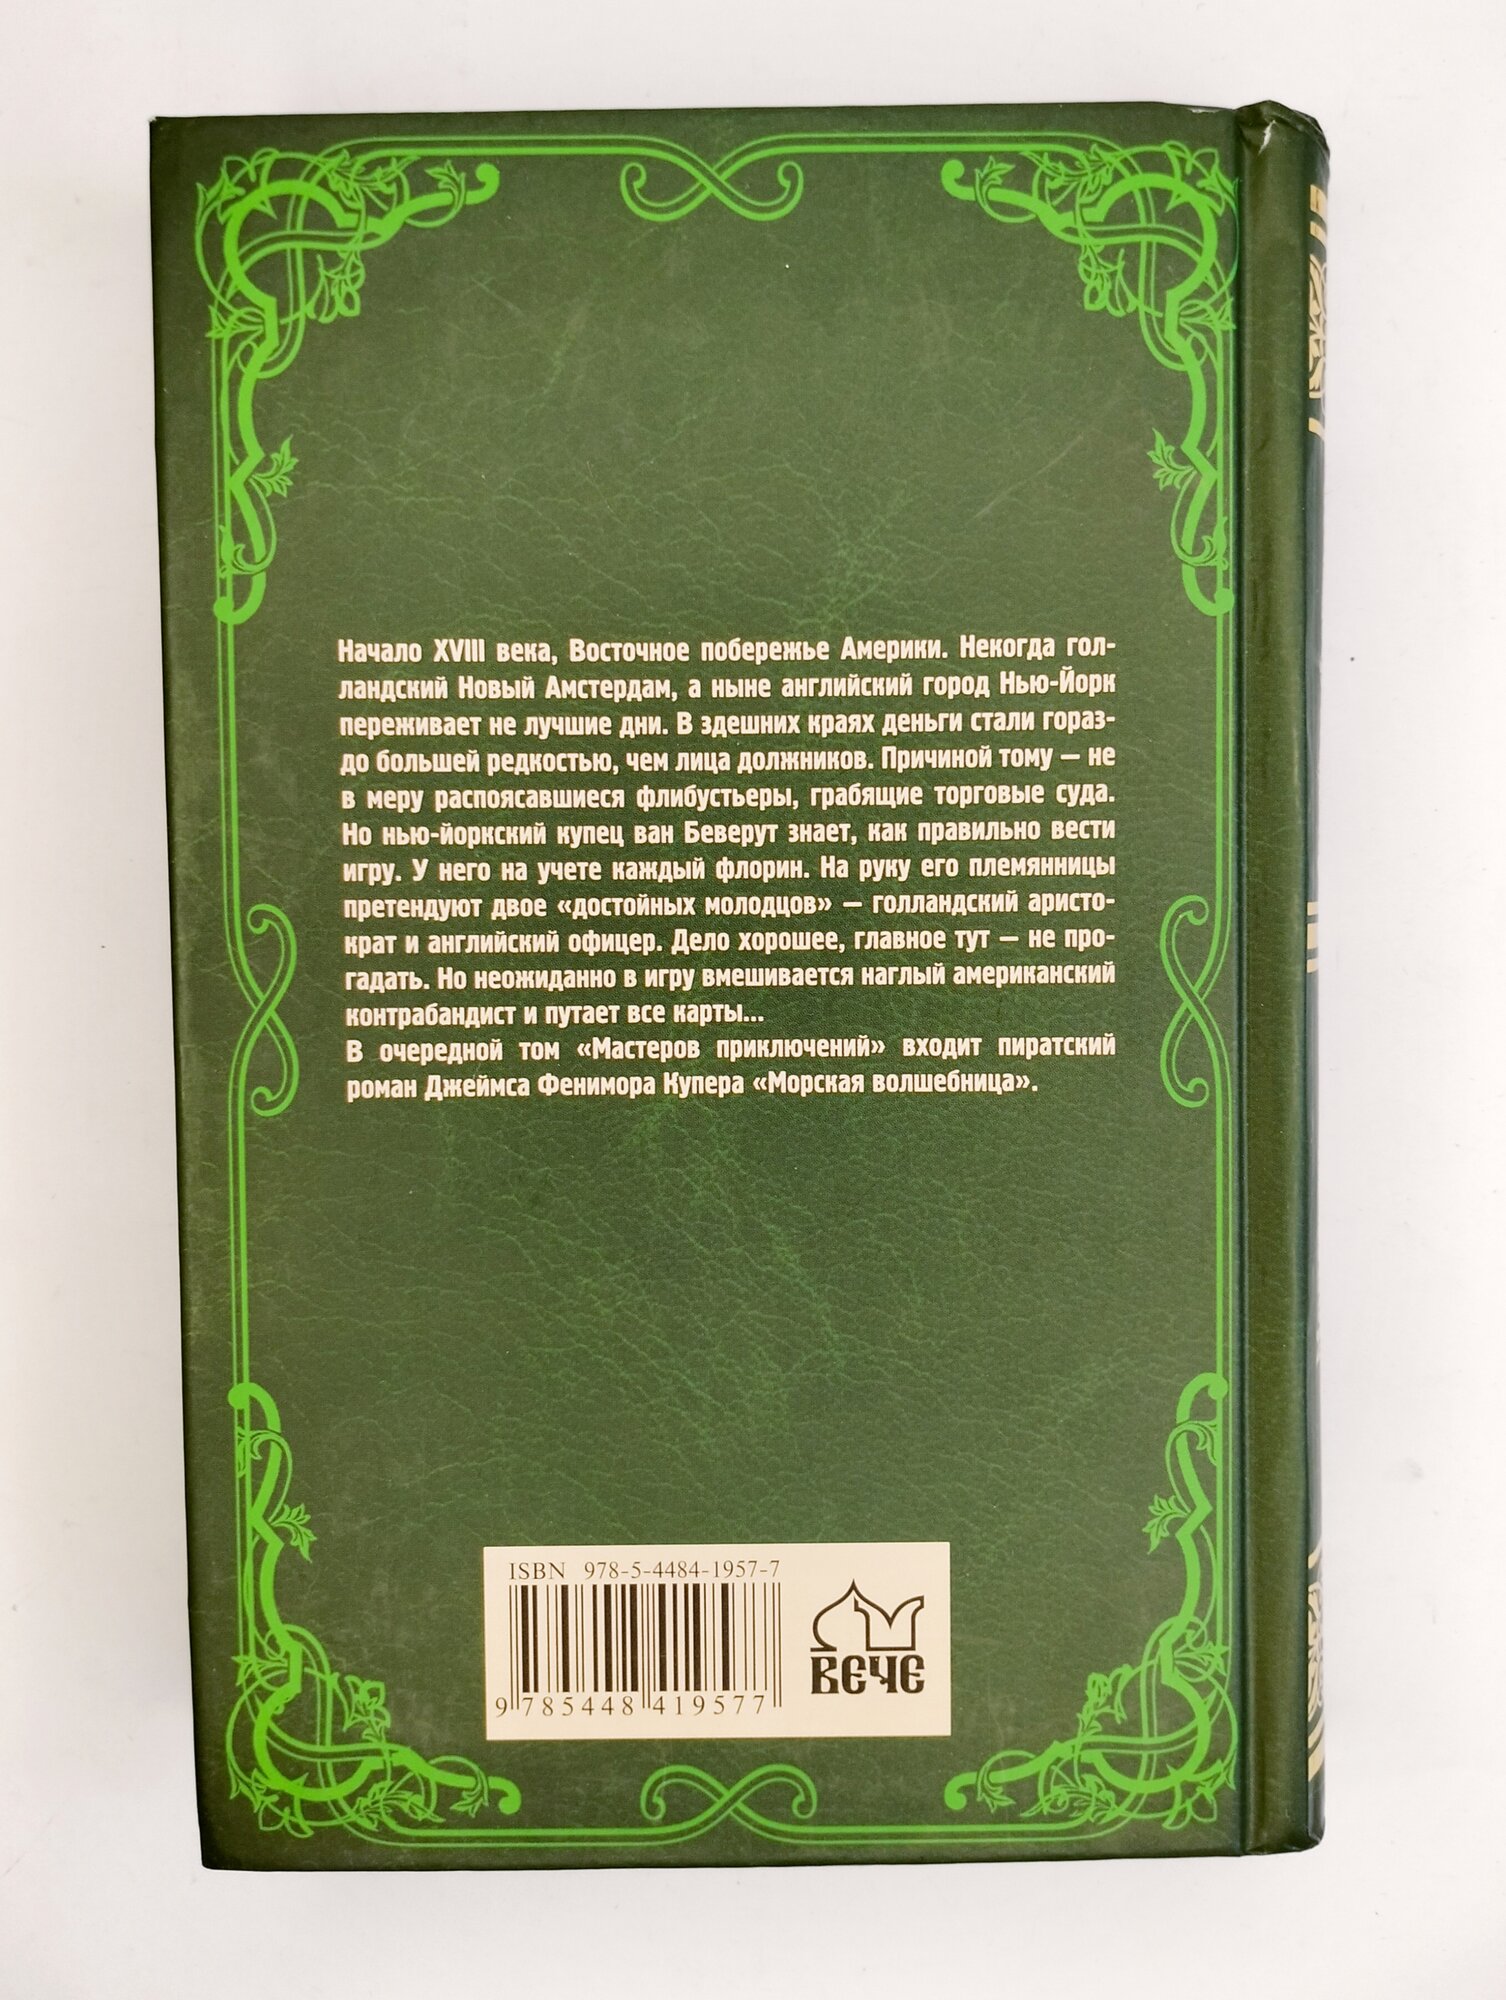 Начало XVIII века, Восточное побережье Америки. Некогда гол-
ландский Новый Амстердам, а ныне английский город Нью-Йорк
переживает не лучшие дни. В здешних краях деньги стали гораз-
до большей редкостью, чем лица должников. Причиной тому — не
в меру распоясавшиеся флибустьеры, грабящие торговые суда.
Но нью-йоркский купец ван Беверут знает, как правильно вести
игру. У него на учете каждый флорин. На руку его племянницы
претендуют двое «достойных молодцов» — голландский аристо-
крат и английский офицер. Дело хорошее, главное тут — не про-
гадать. Но неожиданно в игру вмешивается наглый американский
контрабандист и путает все карты...
В очередной том «Мастеров приключений» входит пиратский
роман Джеймса Фенимора Купера «Морская волшебница».
ISBN 978-5-4484-1957-7
9 785448 419577
ВЕЧЕ